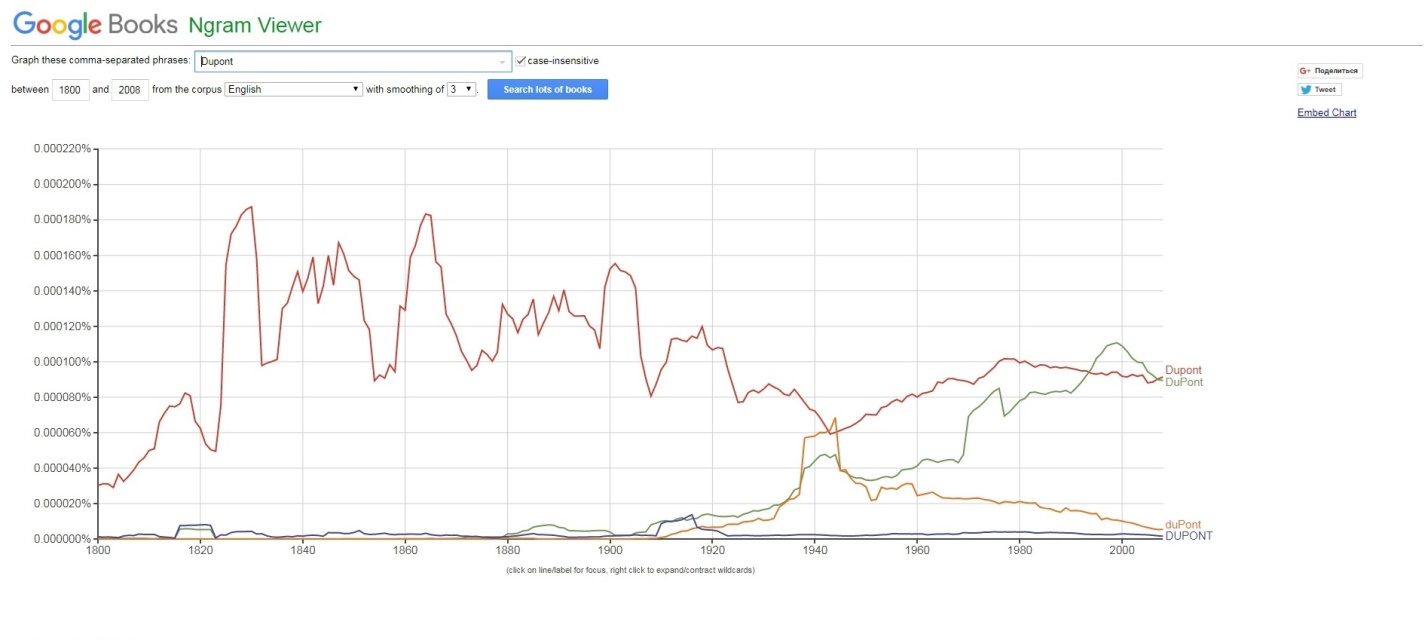 Google Books Ngram Viewer
Graph these comma-separated phrases: Dupont case-insensitive
between 1800 and 2008 from the corpus English with smoothing of 3 . Search lots of books
G+ Поделиться
Tweet
Embed Chart
0.000220%
0.000200%
0.000180%
0.000160%
0.000140%
0.000120%
0.000100%
0.000080%
0.000060%
0.000040%
0.000020%
0.000000%
Dupont
DuPont
duPont
DUPONT
1800 1820 1840 1860 1880 1900 1920 1940 1960 1980 2000
(click on line/label for focus, right click to expand/contract wildcards)